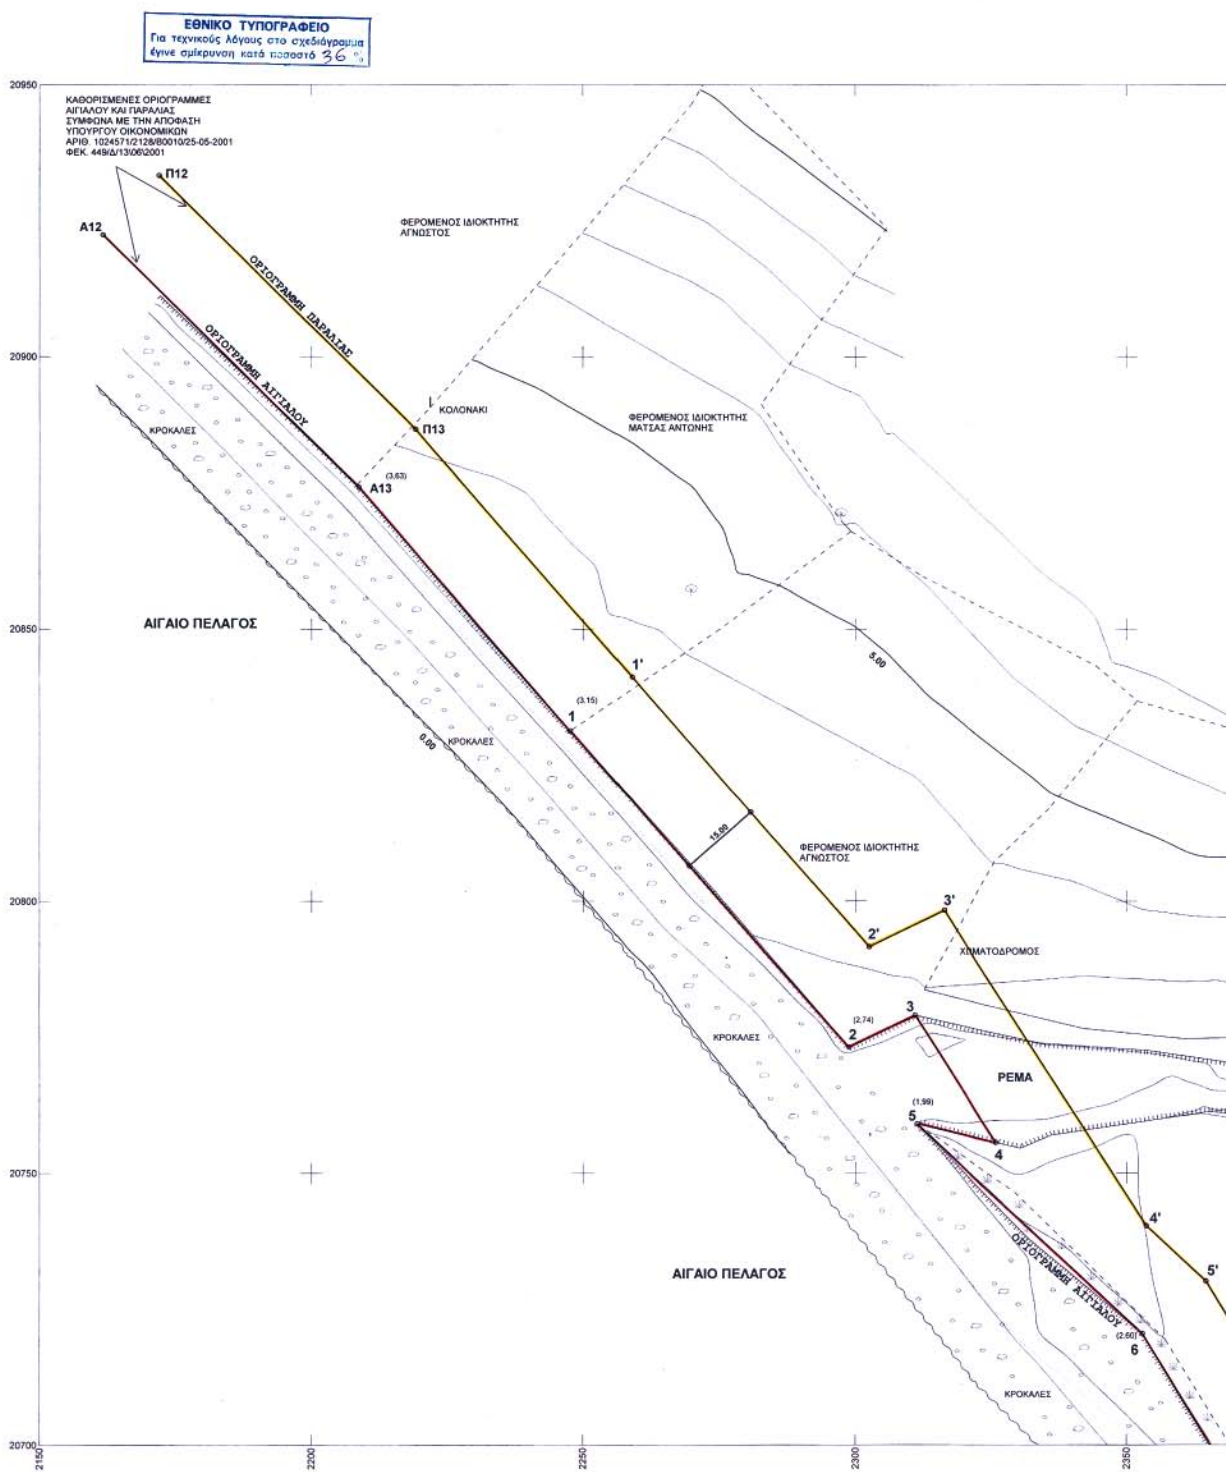 ΕΘΝΙΚΟ ΤΥΠΟΓΡΑΦΕΙΟ
Για τεχνικούς λόγους στο σχεδιάγραμμα
έγινε σμίκρυνση κατά ποσοστό 36 %
20950
ΚΑΘΟΡΙΣΜΕΝΕΣ ΟΡΙΟΓΡΑΜΜΕΣ
ΑΙΓΙΑΛΟΥ ΚΑΙ ΠΑΡΑΛΙΑΣ
ΣΥΜΦΩΝΑ ΜΕ ΤΗΝ ΑΠΟΦΑΣΗ
ΥΠΟΥΡΓΟΥ ΟΙΚΟΝΟΜΙΚΩΝ
ΑΡΙΘ. 1024571/2128/Β0010/25-05-2001
ΦΕΚ. 449/Δ/13\06\2001
Π12
Α12
ΦΕΡΟΜΕΝΟΣ ΙΔΙΟΚΤΗΤΗΣ
ΑΓΝΩΣΤΟΣ
ΟΡΙΟΓΡΑΜΜΗ ΠΑΡΑΛΙΑΣ
ΟΡΙΟΓΡΑΜΜΗ ΑΙΓΙΑΛΟΥ
20900
ΚΟΛΟΝΑΚΙ
Π13
ΦΕΡΟΜΕΝΟΣ ΙΔΙΟΚΤΗΤΗΣ
ΜΑΤΣΑΣ ΑΝΤΩΝΗΣ
ΚΡΟΚΑΛΕΣ
(3,63)
Α13
20850
ΑΙΓΑΙΟ ΠΕΛΑΓΟΣ
5.00
1'
(3.15)
1
0.00
ΚΡΟΚΑΛΕΣ
15.00
ΦΕΡΟΜΕΝΟΣ ΙΔΙΟΚΤΗΤΗΣ
ΑΓΝΩΣΤΟΣ
20800
3'
2'
ΧΩΜΑΤΟΔΡΟΜΟΣ
3
(2,74)
2
ΚΡΟΚΑΛΕΣ
ΡΕΜΑ
(1,99)
5
4
20750
4'
ΟΡΙΟΓΡΑΜΜΗ ΑΙΓΙΑΛΟΥ
ΑΙΓΑΙΟ ΠΕΛΑΓΟΣ
5'
(2.60)
6
ΚΡΟΚΑΛΕΣ
20700
2150
2200
2250
2300
2350